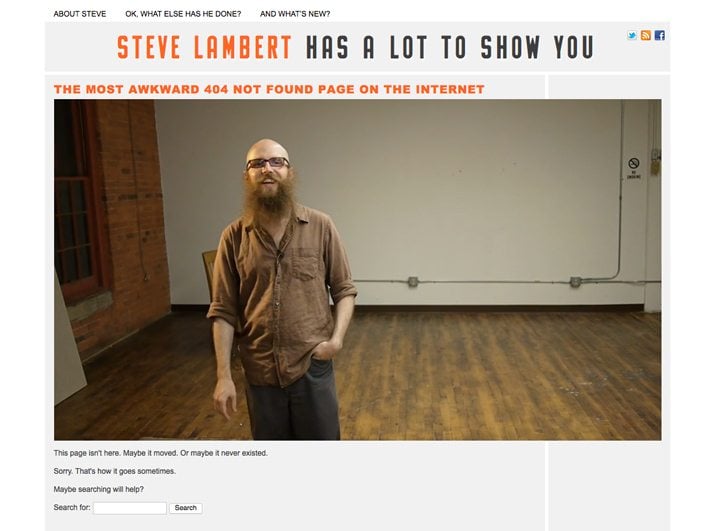 ABOUT STEVE OK, WHAT ELSE HAS HE DONE? AND WHAT'S NEW?
STEVE LAMBERT HAS A LOT TO SHOW YOU
THE MOST AWKWARD 404 NOT FOUND PAGE ON THE INTERNET
NO
SMOKING
This page isn't here. Maybe it moved. Or maybe it never existed.
Sorry. That's how it goes sometimes.
Maybe searching will help?
Search for: Search